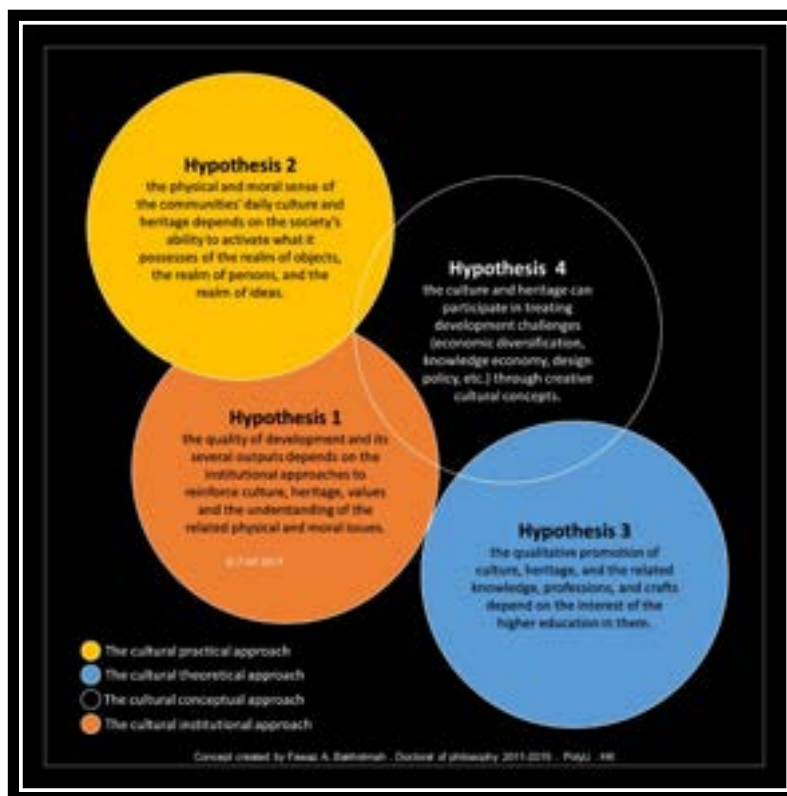 Hypothesis 2
the physical and moral sense of
the communities' daily culture and
heritage depends on the society's
ability to activate what it
possesses of the realm of objects,
the realm of persons, and the
realm of ideas.
Hypothesis 4
the culture and heritage can
participate in treating
development challenges
(economic diversification,
knowledge economy, design
policy, etc.) through creative
cultural concepts.
Hypothesis 1
the quality of development and its
several outputs depends on the
institutional approaches to
reinforce culture, heritage, values
and the understanding of the
related physical and moral issues.
Hypothesis 3
the qualitative promotion of
culture, heritage, and the related
knowledge, professions, and crafts
depend on the interest of the
higher education in them.
The cultural practical approach
The cultural theoretical approach
The cultural conceptual approach
The cultural institutional approach
Concept created by Fawaz A. . Doctoral of philosophy 2011-2015 . PolyU . HK